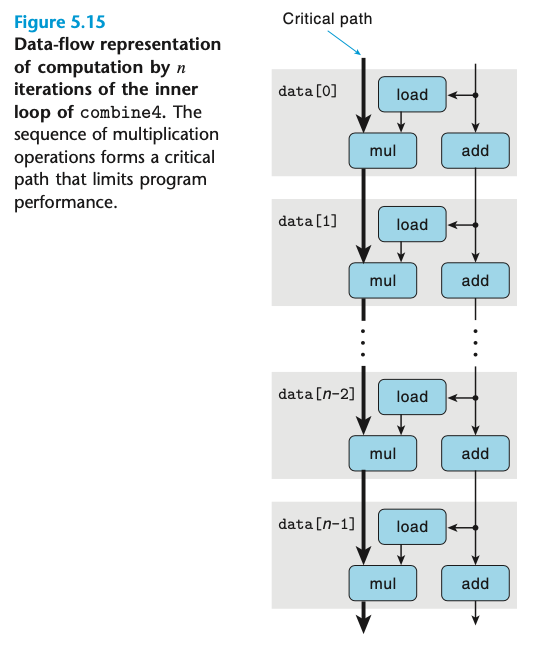 Figure 5.15
Data-flow representation
of computation by n
iterations of the inner
loop of combine4. The
sequence of multiplication
operations forms a critical
path that limits program
performance.
Critical path
data[0]
load
mul
add
data[1]
load
mul
add
data[n-2]
load
mul
add
data[n-1]
load
mul
add